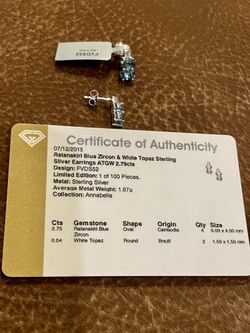 FVDS52
Certificate of Authenticity
07/12/2015
Ratanakiri Blue Zircon & White Topaz Sterling
Silver Earrings ATGW 2.79cts
Design: FVDS52
Limited Edition: 1 of 100 Pieces.
Metal: Sterling Silver
Average Metal Weight: 1.87g
Collection: Annabella
Cts Gemstone Shape Origin Qty Size
2.75 Ratanakiri Blue Zircon Oval Cambodia 4 5.00 x 4.00 mm
0.04 White Topaz Round Brazil 2 1.50 x 1.50 mm